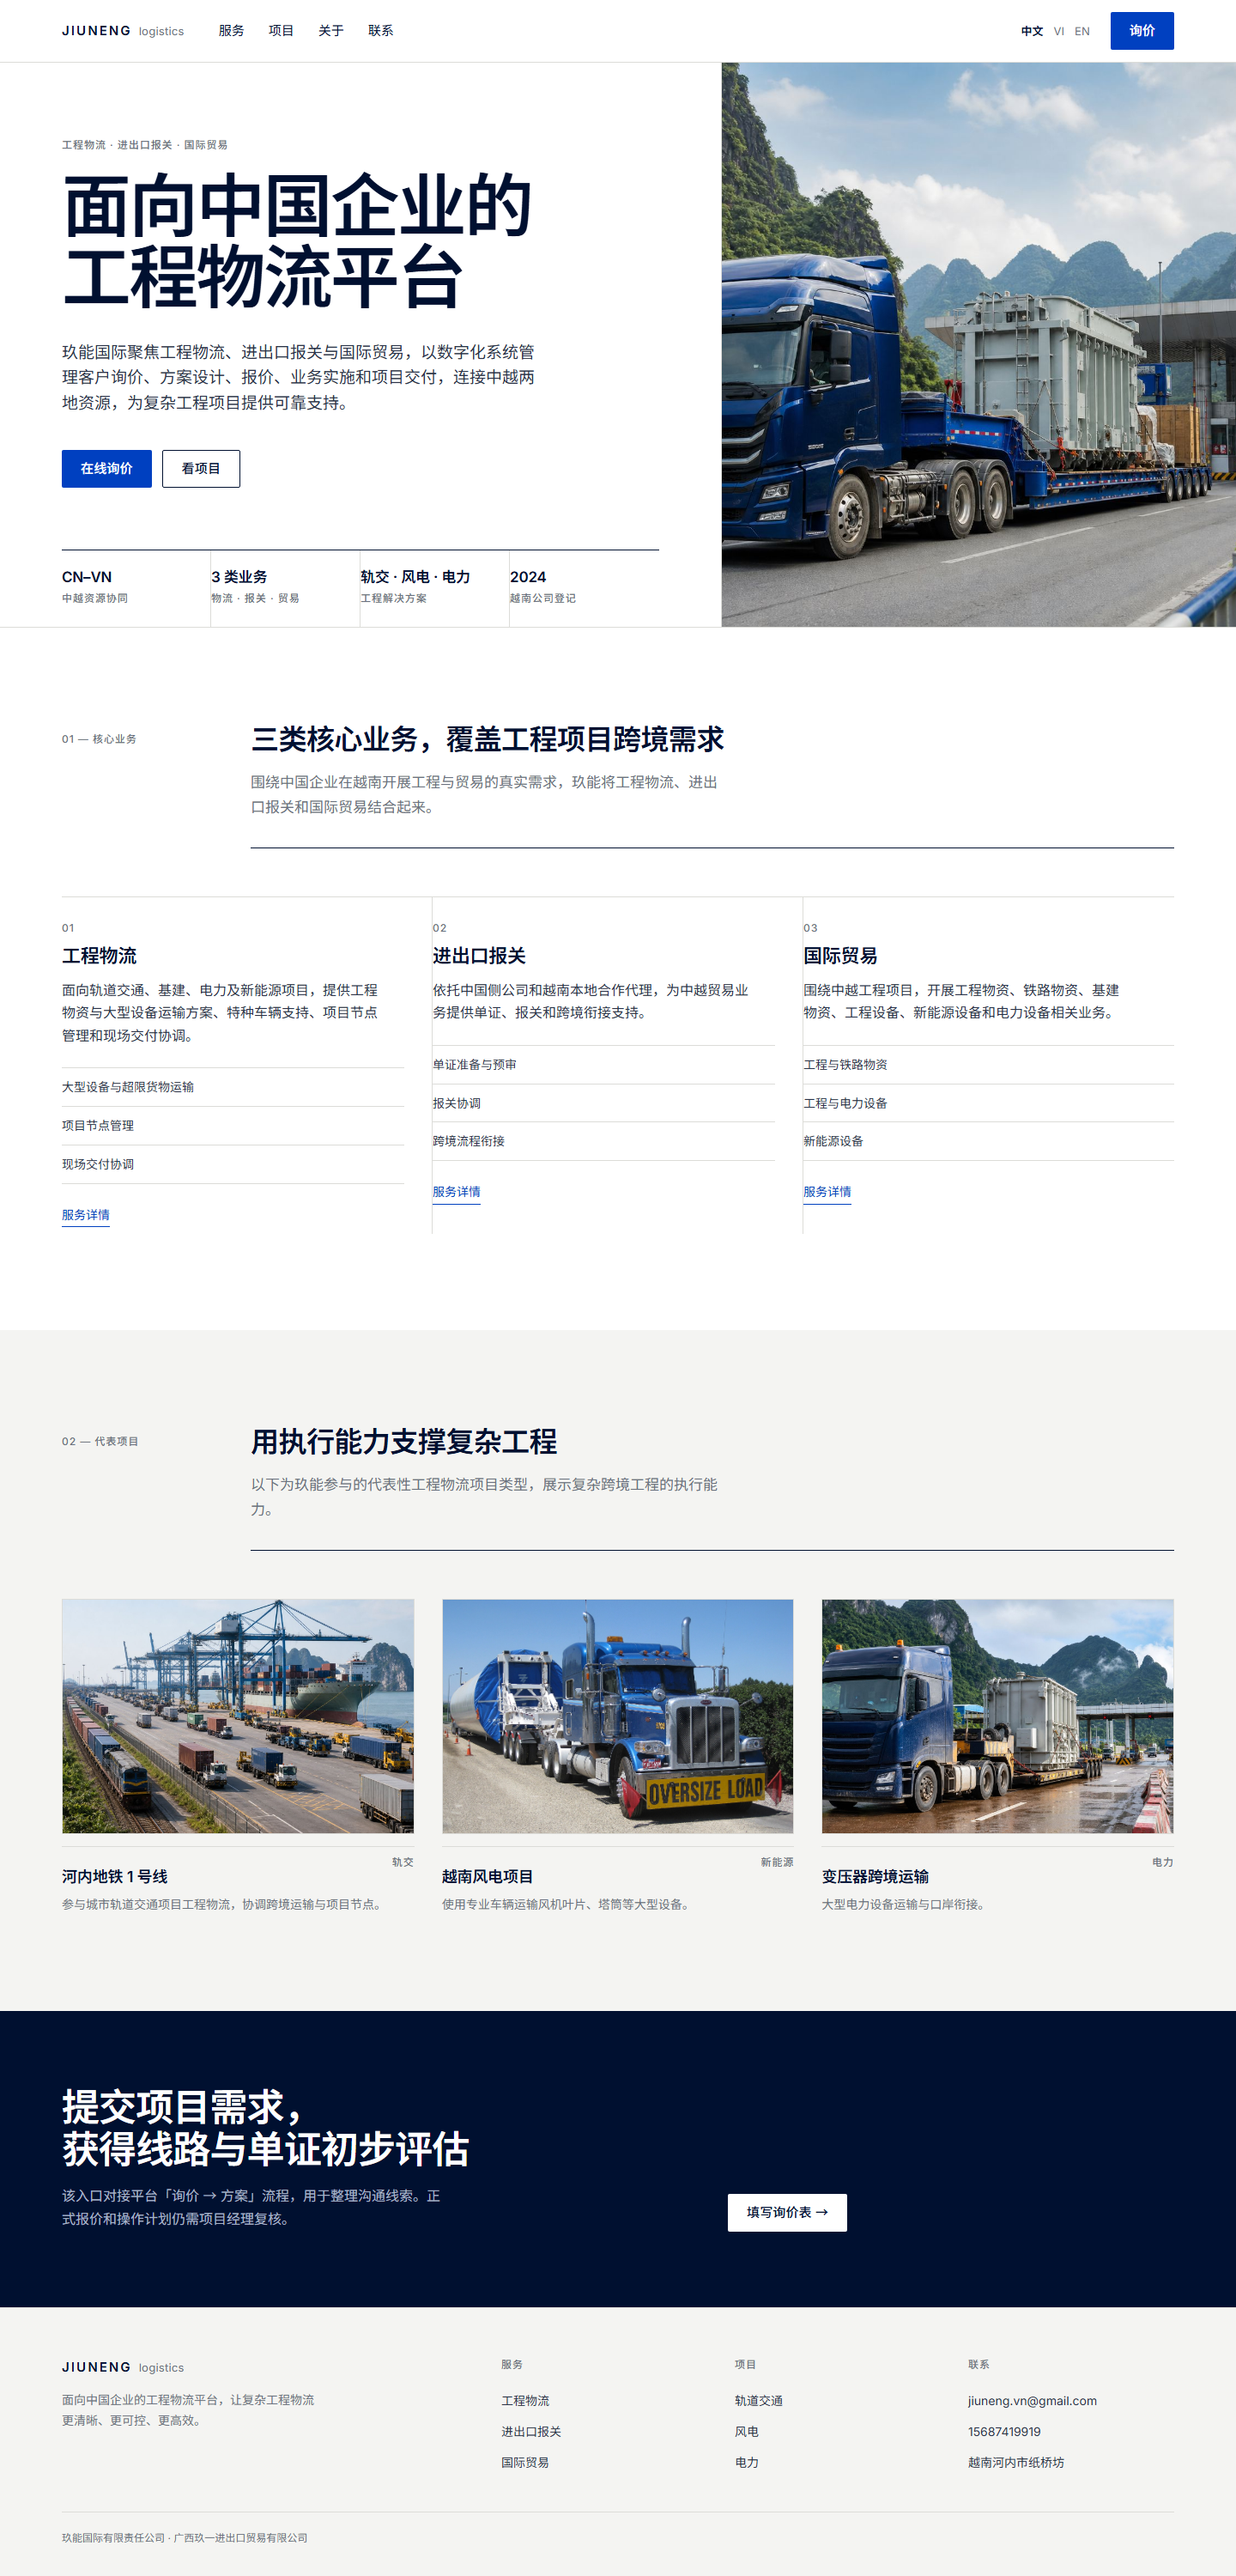 JIUNENG logistics 服务 项目 关于 联系 中文 VI EN 询价
工程物流 · 进出口报关 · 国际贸易
面向中国企业的
工程物流平台
玖能国际聚焦工程物流、进出口报关与国际贸易，以数字化系统管
理客户询价、方案设计、报价、业务实施和项目交付，连接中越两
地资源，为复杂工程项目提供可靠支持。
在线询价 看项目
CN–VN
中越资源协同
3 类业务
物流 · 报关 · 贸易
轨交 · 风电 · 电力
工程解决方案
2024
越南公司登记
01 — 核心业务
三类核心业务，覆盖工程项目跨境需求
围绕中国企业在越南开展工程与贸易的真实需求，玖能将工程物流、进出
口报关和国际贸易结合起来。
01
工程物流
面向轨道交通、基建、电力及新能源项目，提供工程
物资与大型设备运输方案、特种车辆支持、项目节点
管理和现场交付协调。
大型设备与超限货物运输
项目节点管理
现场交付协调
服务详情
02
进出口报关
依托中国侧公司和越南本地合作代理，为中越贸易业
务提供单证、报关和跨境衔接支持。
单证准备与预审
报关协调
跨境流程衔接
服务详情
03
国际贸易
围绕中越工程项目，开展工程物资、铁路物资、基建
物资、工程设备、新能源设备和电力设备相关业务。
工程与铁路物资
工程与电力设备
新能源设备
服务详情
02 — 代表项目
用执行能力支撑复杂工程
以下为玖能参与的代表性工程物流项目类型，展示复杂跨境工程的执行能
力。
OVERSIZE LOAD
河内地铁 1 号线
轨交
参与城市轨道交通项目工程物流，协调跨境运输与项目节点。
越南风电项目
新能源
使用专业车辆运输风机叶片、塔筒等大型设备。
变压器跨境运输
电力
大型电力设备运输与口岸衔接。
提交项目需求，
获得线路与单证初步评估
该入口对接平台「询价 → 方案」流程，用于整理沟通线索。正
式报价和操作计划仍需项目经理复核。
填写询价表 →
JIUNENG logistics
面向中国企业的工程物流平台，让复杂工程物流
更清晰、更可控、更高效。
服务
工程物流
进出口报关
国际贸易
项目
轨道交通
风电
电力
联系
jiuneng.vn@gmail.com
15687419919
越南河内市纸桥坊
玖能国际有限责任公司 · 广西玖一进出口贸易有限公司